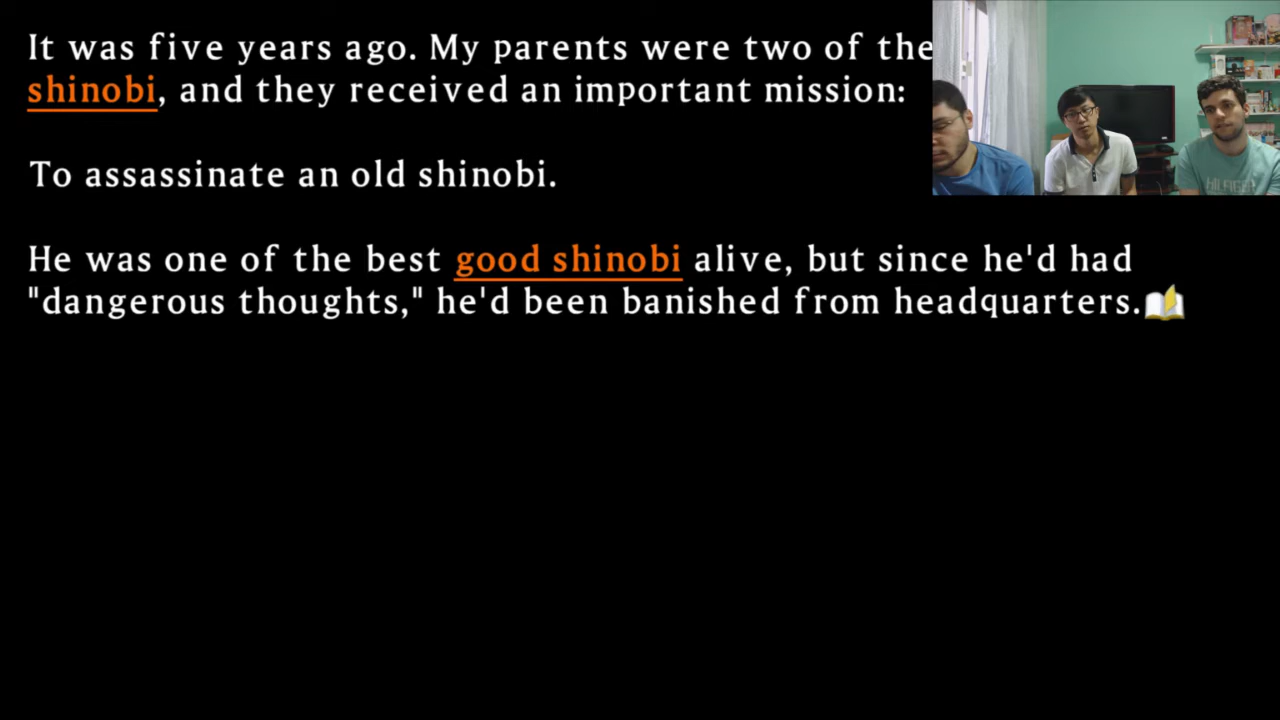 It was five years ago. My parents were two of the
shinobi, and they received an important mission:
To assassinate an old shinobi.
He was one of the best good shinobi alive, but since he'd had
"dangerous thoughts," he'd been banished from headquarters.